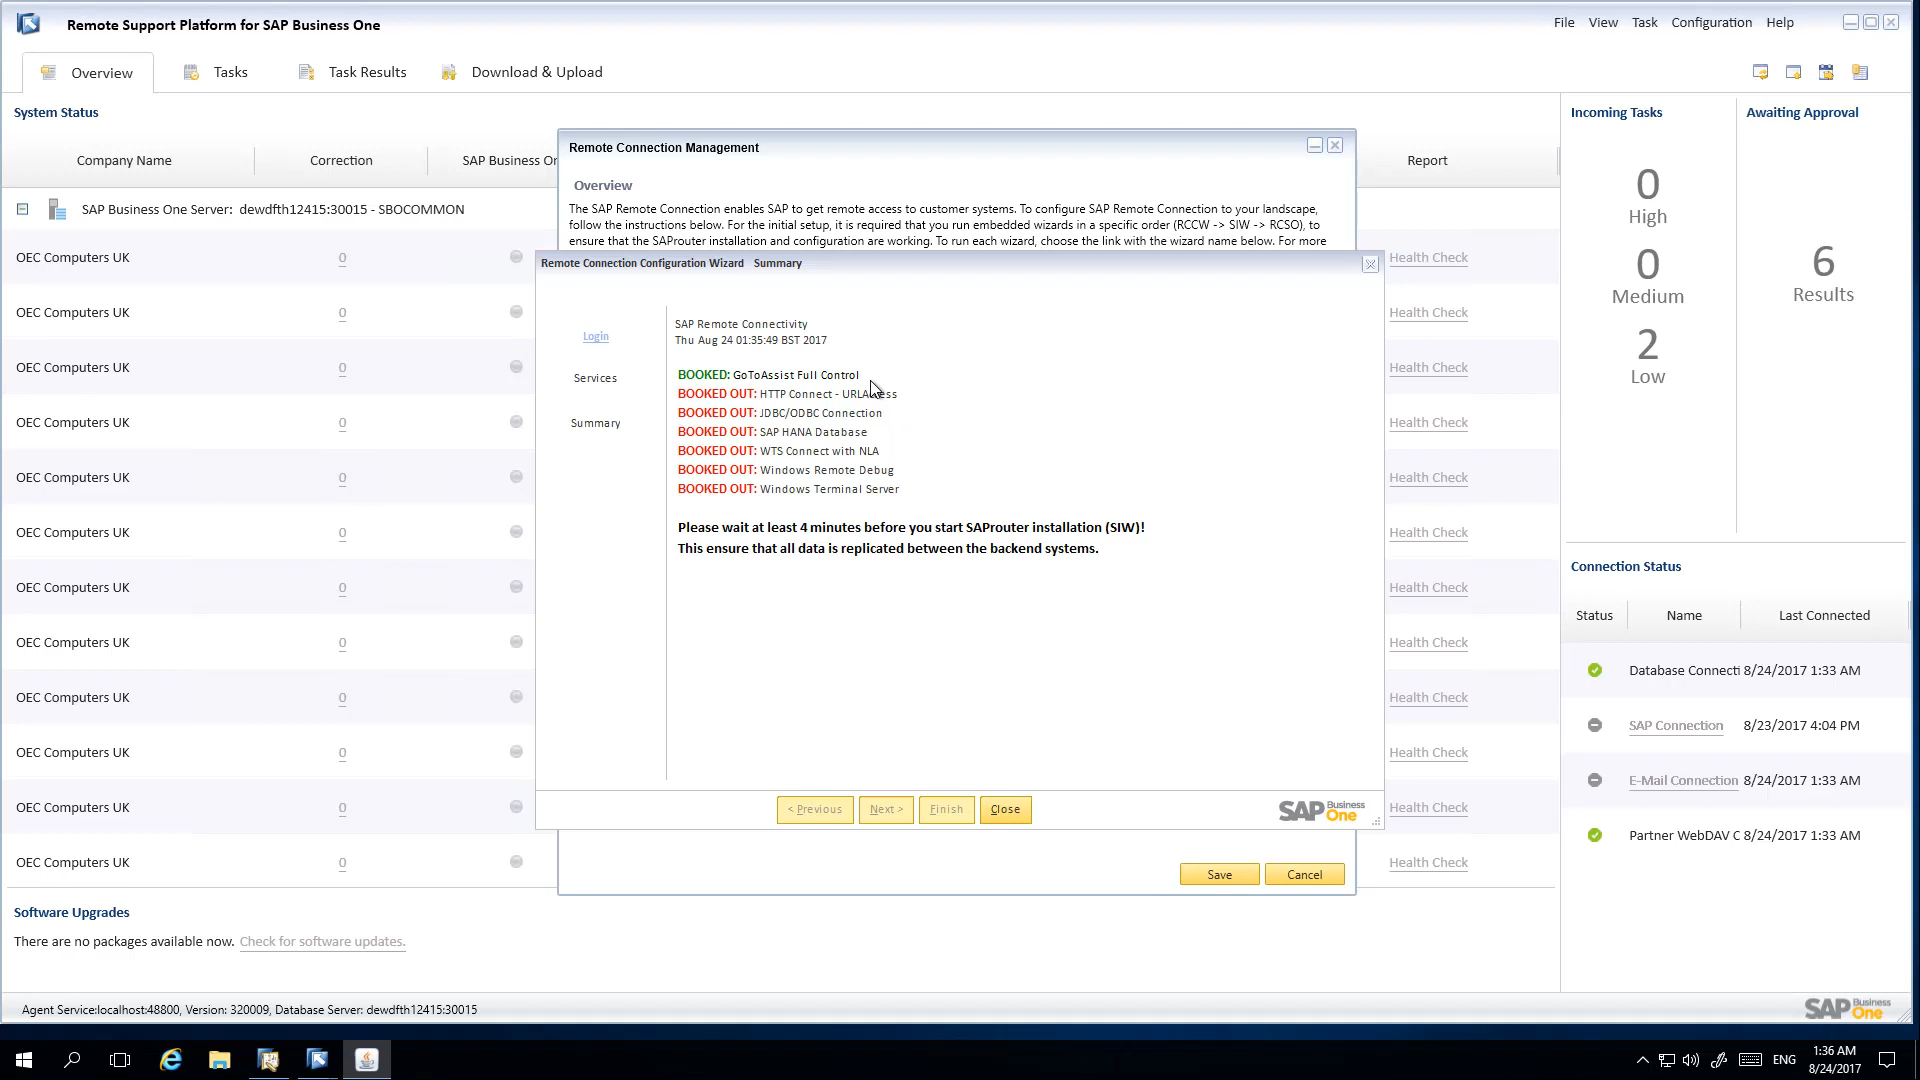 Remote Support Platform for SAP Business One
File View Task Configuration Help
Overview Tasks Task Results Download & Upload
System Status
Company Name Correction SAP Business On Report
SAP Business One Server: dewdfth12415:30015 - SBOCOMMON
OEC Computers UK 0 Health Check
OEC Computers UK 0 Health Check
OEC Computers UK 0 Health Check
OEC Computers UK 0 Health Check
OEC Computers UK 0 Health Check
OEC Computers UK 0 Health Check
OEC Computers UK 0 Health Check
OEC Computers UK 0 Health Check
OEC Computers UK 0 Health Check
OEC Computers UK 0 Health Check
OEC Computers UK 0 Health Check
OEC Computers UK 0 Health Check
Remote Connection Management
Overview
The SAP Remote Connection enables SAP to get remote access to customer systems. To configure SAP Remote Connection to your landscape,
follow the instructions below. For the initial setup, it is required that you run embedded wizards in a specific order (RCCW -> SIW -> RCSO), to
ensure that the SAProuter installation and configuration are working. To run each wizard, choose the link with the wizard name below. For more
Remote Connection Configuration Wizard Summary
Login
Services
Summary
SAP Remote Connectivity
Thu Aug 24 01:35:49 BST 2017
BOOKED: GoToAssist Full Control
BOOKED OUT: HTTP Connect -
BOOKED OUT: JDBC/ODBC Connection
BOOKED OUT: SAP HANA Database
BOOKED OUT: WTS Connect with NLA
BOOKED OUT: Windows Remote Debug
BOOKED OUT: Windows Terminal Server
Please wait at least 4 minutes before you start SAProuter installation (SIW)!
This ensure that all data is replicated between the backend systems.
< Previous Next > Finish Close
SAP Business One
Save Cancel
Incoming Tasks
0
High
0
Medium
2
Low
Awaiting Approval
6
Results
Connection Status
Status Name Last Connected
Database Connecti 8/24/2017 1:33 AM
SAP Connection 8/23/2017 4:04 PM
E-Mail Connection 8/24/2017 1:33 AM
Partner WebDAV C 8/24/2017 1:33 AM
Software Upgrades
There are no packages available now. Check for software updates.
Agent Service:localhost:48800, Version: 320009, Database Server: dewdfth12415:30015
SAP Business One
ENG
1:36 AM
8/24/2017